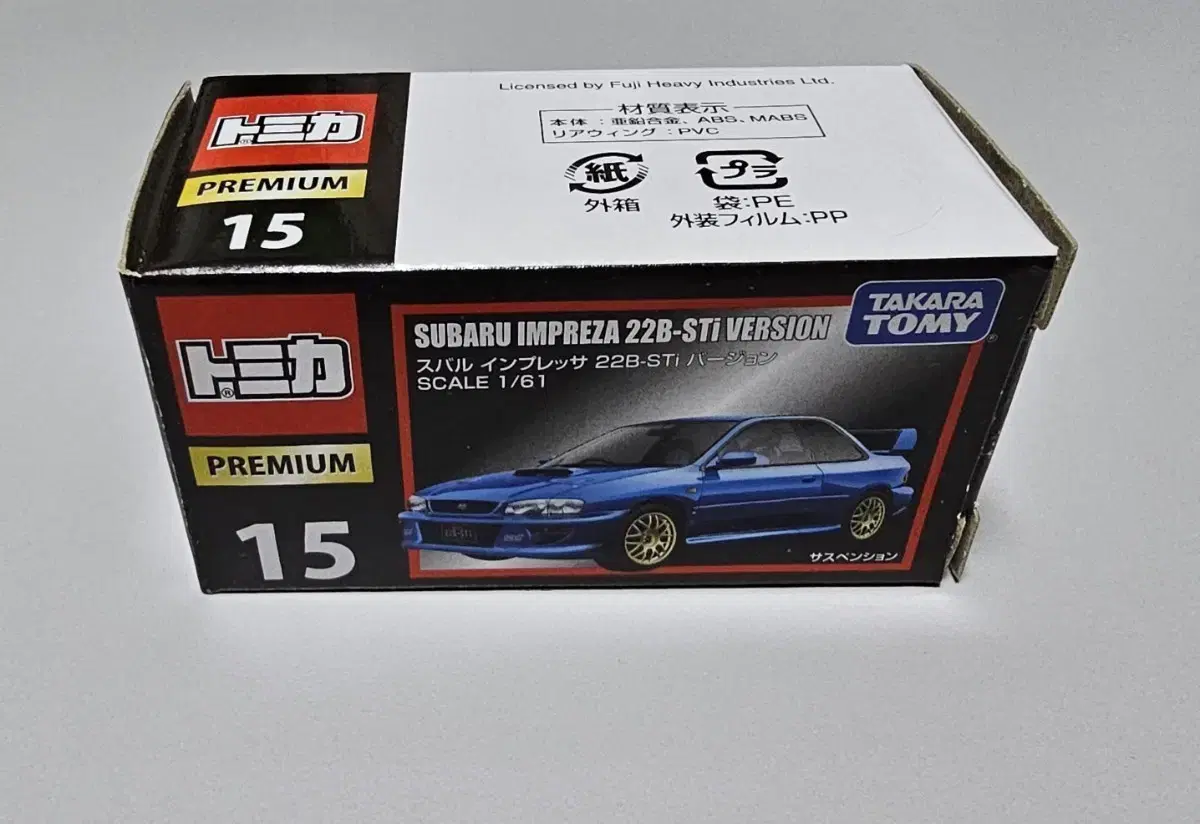 トミカ®
PREMIUM
15
Licensed by Fuji Heavy Industries Ltd.
材質表示
本体：亜鉛合金、ABS、MABS
リアウィング：PVC
紙
外箱
プラ
袋：PE
外装フィルム：PP
トミカ®
PREMIUM
15
SUBARU IMPREZA 22B-STi VERSION
スバル インプレッサ 22B-STi バージョン
SCALE 1/61
TAKARA
TOMY®
サスペンション